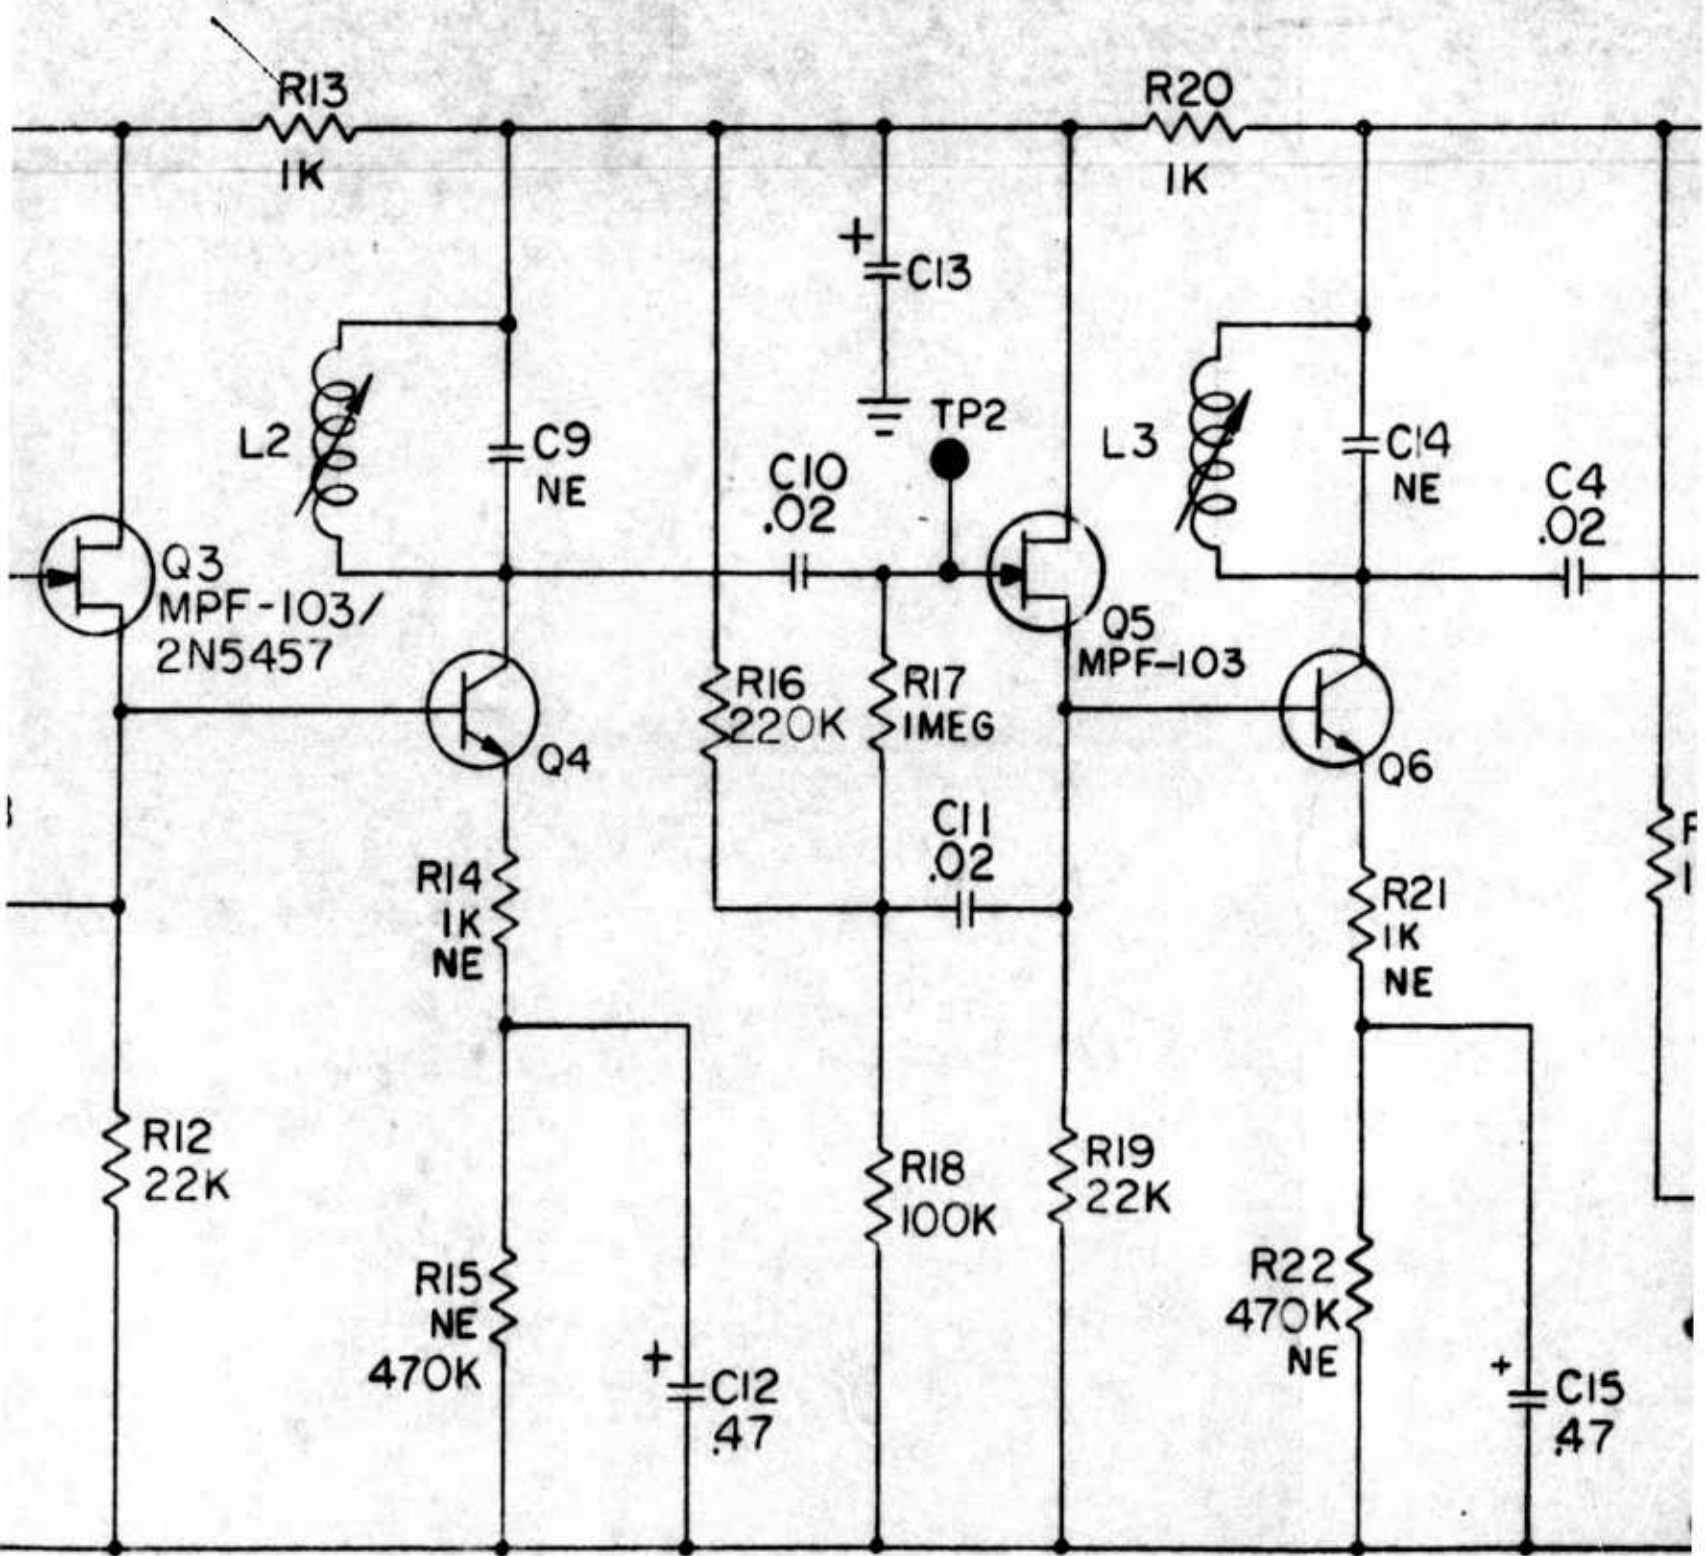 R13
1K
R20
1K
+
C13
TP2
L2
C9
NE
C10
.02
L3
C14
NE
C4
.02
Q3
MPF-103/
2N5457
Q5
MPF-103
R16
220K
R17
1MEG
Q4
Q6
C11
.02
R14
1K
NE
R21
1K
NE
R12
22K
R18
100K
R19
22K
R15
NE
470K
R22
470K
NE
+
C12
.47
+
C15
.47